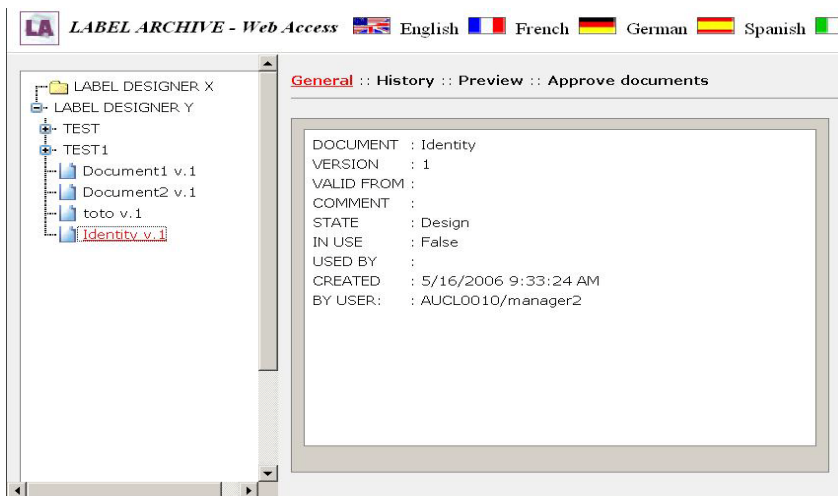 LA LABEL ARCHIVE - Web Access English French German Spanish
General :: History :: Preview :: Approve documents
LABEL DESIGNER X
LABEL DESIGNER Y
TEST
TEST1
Document1 v.1
Document2 v.1
toto v.1
Identity v.1
DOCUMENT : Identity
VERSION : 1
VALID FROM :
COMMENT :
STATE : Design
IN USE : False
USED BY :
CREATED : 5/16/2006 9:33:24 AM
BY USER: : AUCL0010/manager2